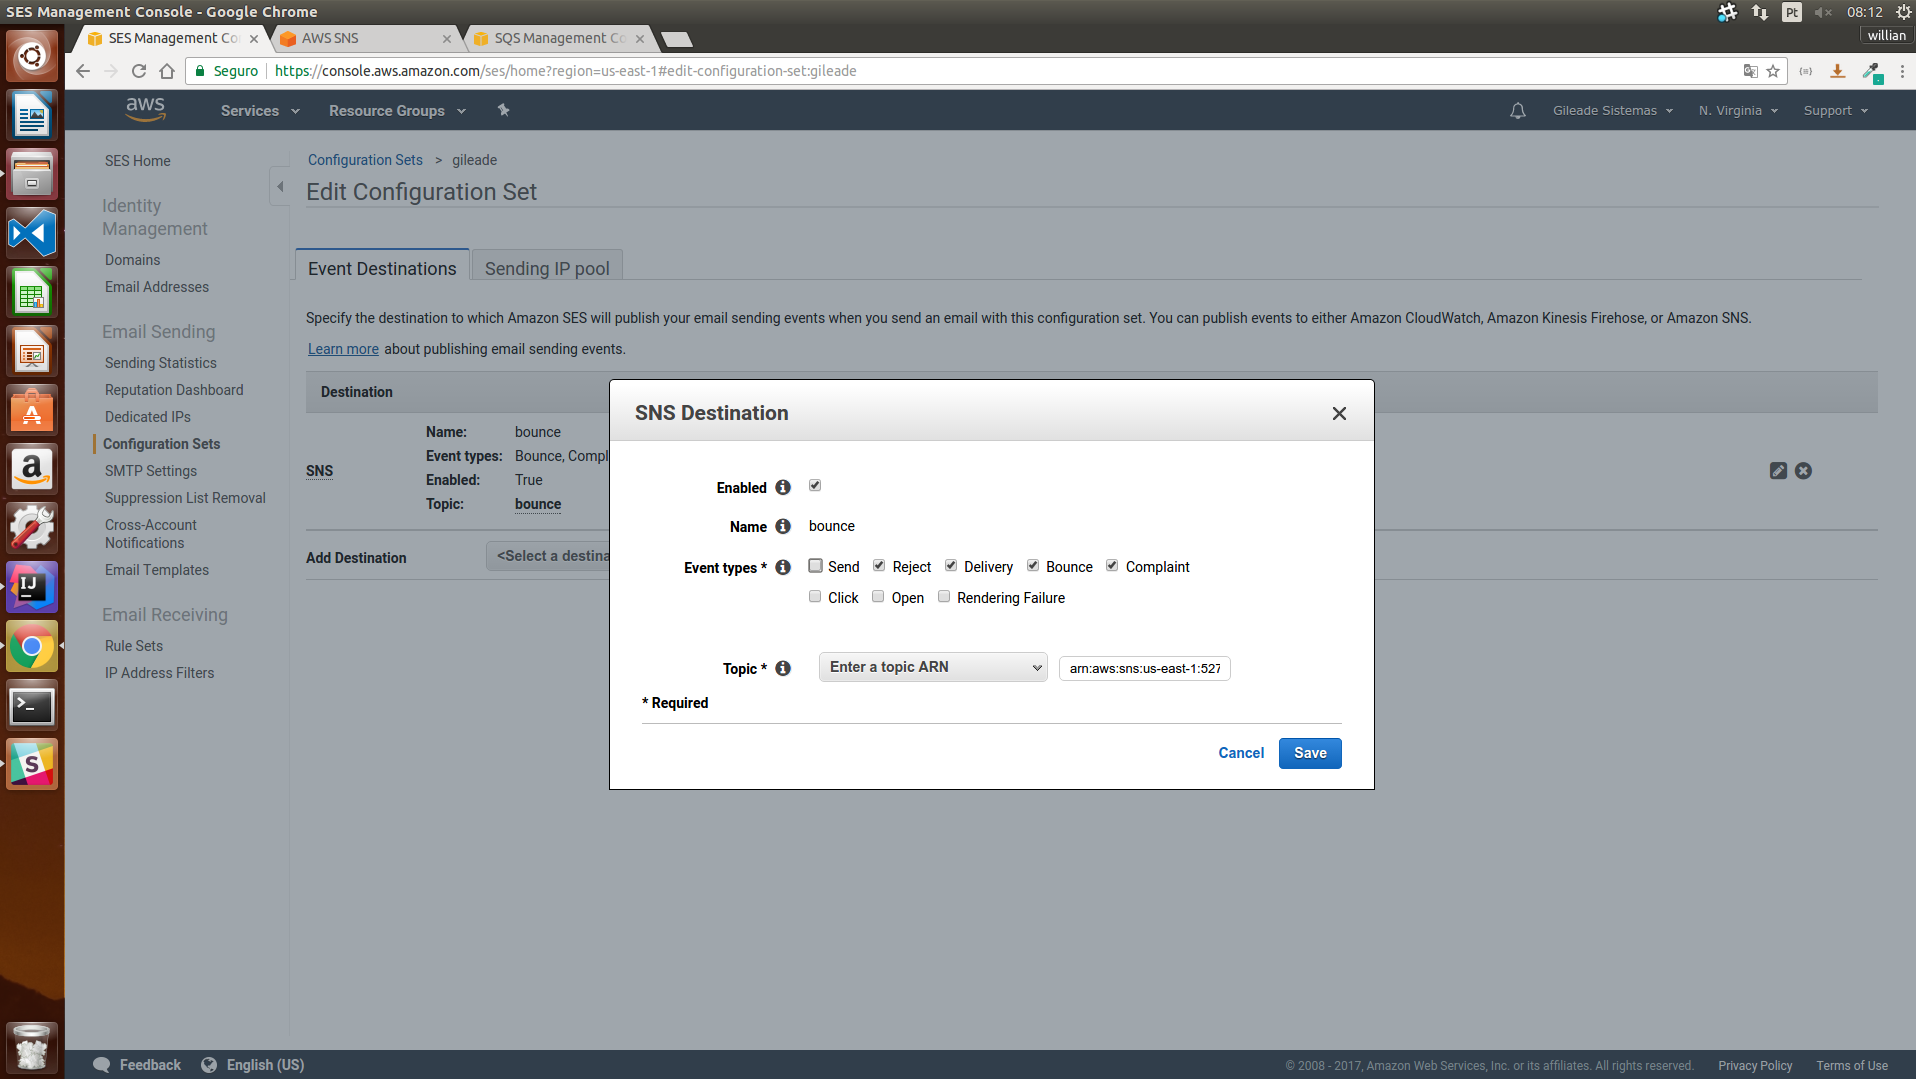 SES Management Console - Google Chrome
Pt
08:12
willian
SES Management Co
AWS SNS
SQS Management Co
Seguro
https://console.aws.amazon.com/ses/home?region=us-east-1#edit-configuration-set:gileade
aws
Services
Resource Groups
Gileade Sistemas
N. Virginia
Support
SES Home
Identity
Management
Domains
Email Addresses
Email Sending
Sending Statistics
Reputation Dashboard
Dedicated IPs
Configuration Sets
SMTP Settings
Suppression List Removal
Cross-Account
Notifications
Email Templates
Email Receiving
Rule Sets
IP Address Filters
Configuration Sets > gileade
Edit Configuration Set
Event Destinations
Sending IP pool
Specify the destination to which Amazon SES will publish your email sending events when you send an email with this configuration set. You can publish events to either Amazon CloudWatch, Amazon Kinesis Firehose, or Amazon SNS.
Learn more about publishing email sending events.
Destination
SNS
Name: bounce
Event types: Bounce, Compl
Enabled: True
Topic: bounce
Add Destination
<Select a destina
SNS Destination
Enabled
Name bounce
Event types * Send Reject Delivery Bounce Complaint
Click Open Rendering Failure
Topic * Enter a topic ARN arn:aws:sns:us-east-1:527
* Required
Cancel
Save
Feedback
English (US)
© 2008 - 2017, Amazon Web Services, Inc. or its affiliates. All rights reserved.
Privacy Policy
Terms of Use